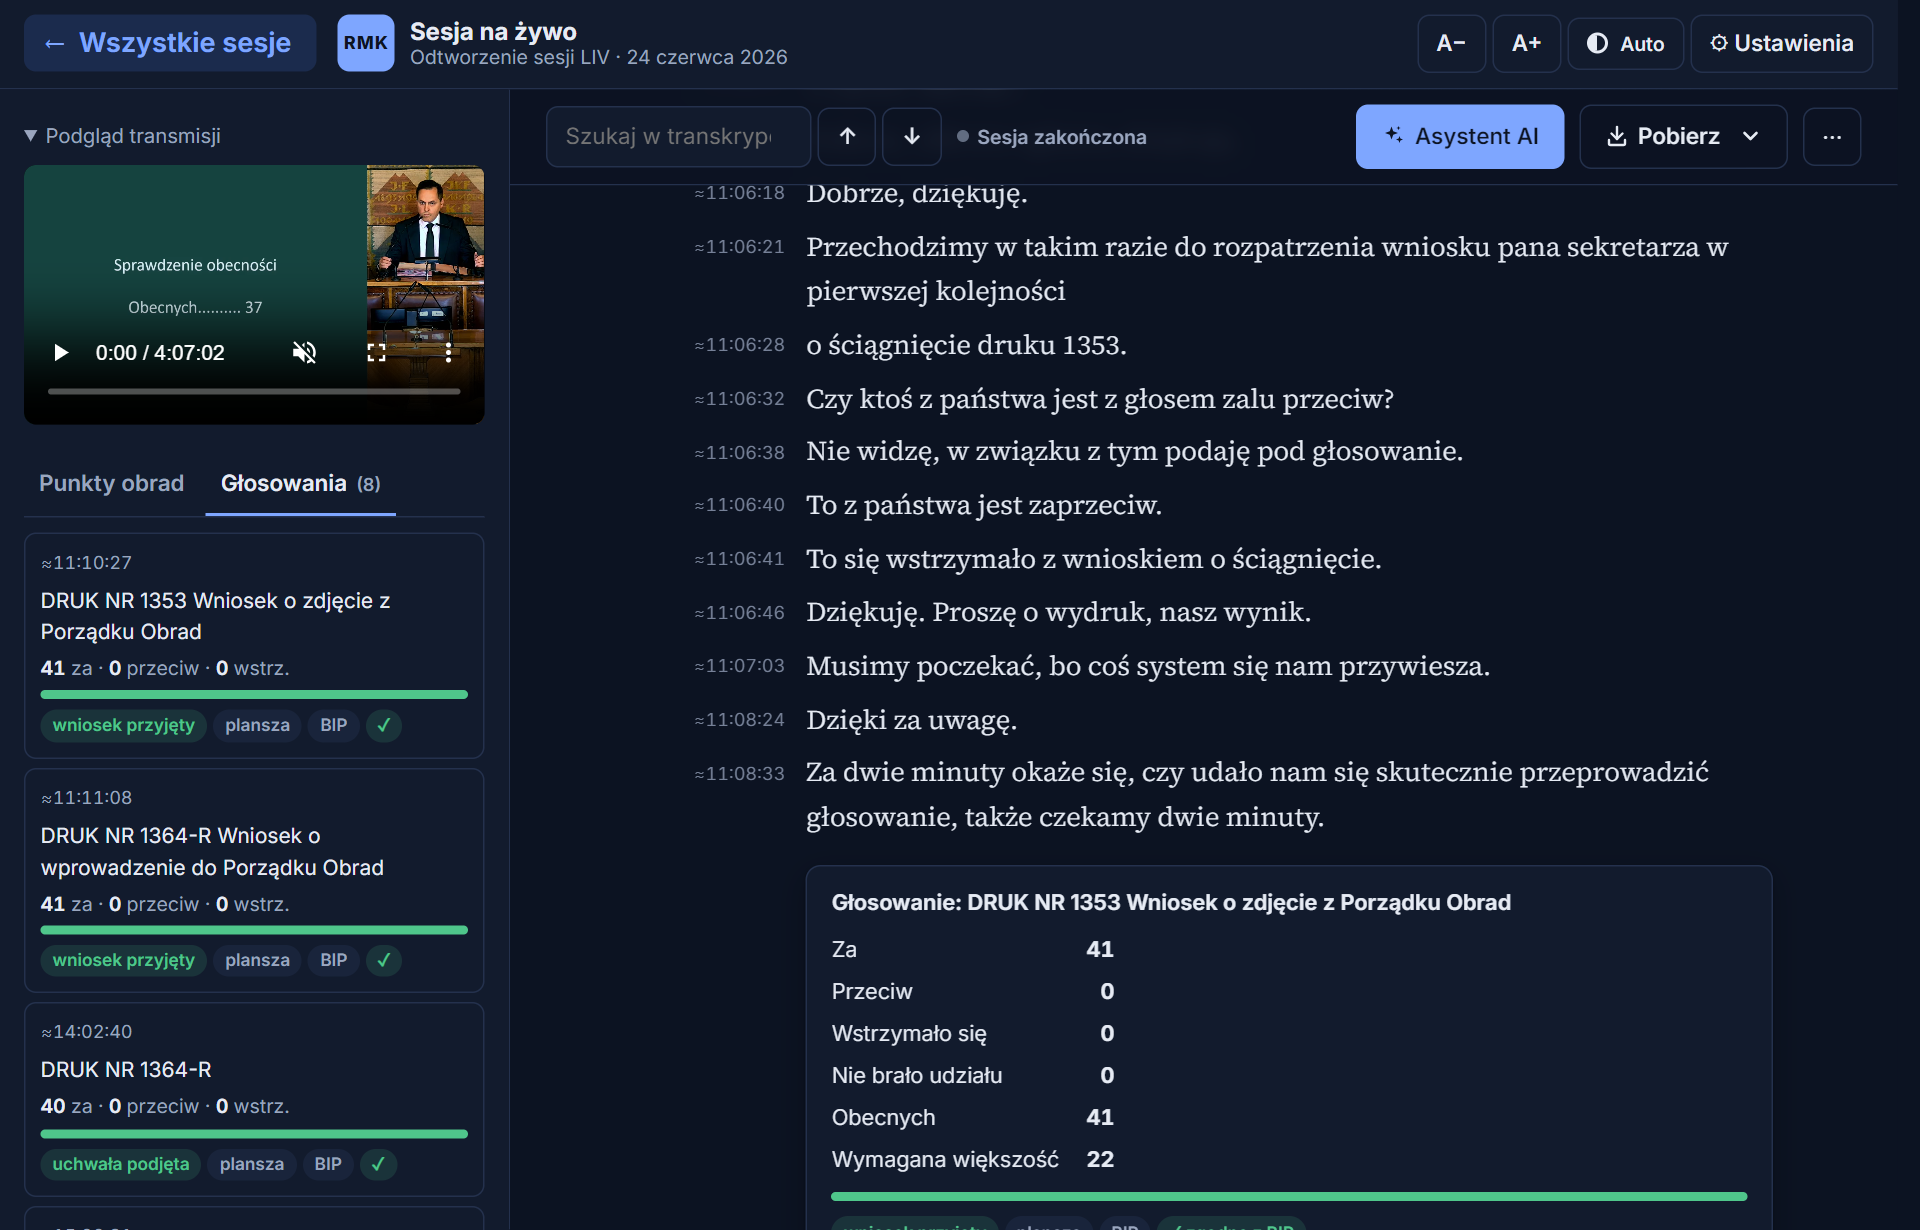 ← Wszystkie sesje
RMK
Sesja na żywo
Odtworzenie sesji LIV · 24 czerwca 2026
A−
A+
Auto
Ustawienia
▼ Podgląd transmisji
Sprawdzenie obecności
Obecnych.......... 37
0:00 / 4:07:02
Punkty obrad
Głosowania (8)
≈11:10:27
DRUK NR 1353 Wniosek o zdjęcie z
Porządku Obrad
41 za · 0 przeciw · 0 wstrz.
wniosek przyjęty plansza BIP ✓
≈11:11:08
DRUK NR 1364-R Wniosek o
wprowadzenie do Porządku Obrad
41 za · 0 przeciw · 0 wstrz.
wniosek przyjęty plansza BIP ✓
≈14:02:40
DRUK NR 1364-R
40 za · 0 przeciw · 0 wstrz.
uchwała podjęta plansza BIP ✓
Szukaj w transkryp
↑
↓
Sesja zakończona
Asystent AI
Pobierz
...
≈11:06:18 Dobrze, dziękuję.
≈11:06:21 Przechodzimy w takim razie do rozpatrzenia wniosku pana sekretarza w
pierwszej kolejności
≈11:06:28 o ściągnięcie druku 1353.
≈11:06:32 Czy ktoś z państwa jest z głosem zalu przeciw?
≈11:06:38 Nie widzę, w związku z tym podaję pod głosowanie.
≈11:06:40 To z państwa jest zaprzeciw.
≈11:06:41 To się wstrzymało z wnioskiem o ściągnięcie.
≈11:06:46 Dziękuję. Proszę o wydruk, nasz wynik.
≈11:07:03 Musimy poczekać, bo coś system się nam przywiesza.
≈11:08:24 Dzięki za uwagę.
≈11:08:33 Za dwie minuty okaże się, czy udało nam się skutecznie przeprowadzić
głosowanie, także czekamy dwie minuty.
Głosowanie: DRUK NR 1353 Wniosek o zdjęcie z Porządku Obrad
Za 41
Przeciw 0
Wstrzymało się 0
Nie brało udziału 0
Obecnych 41
Wymagana większość 22